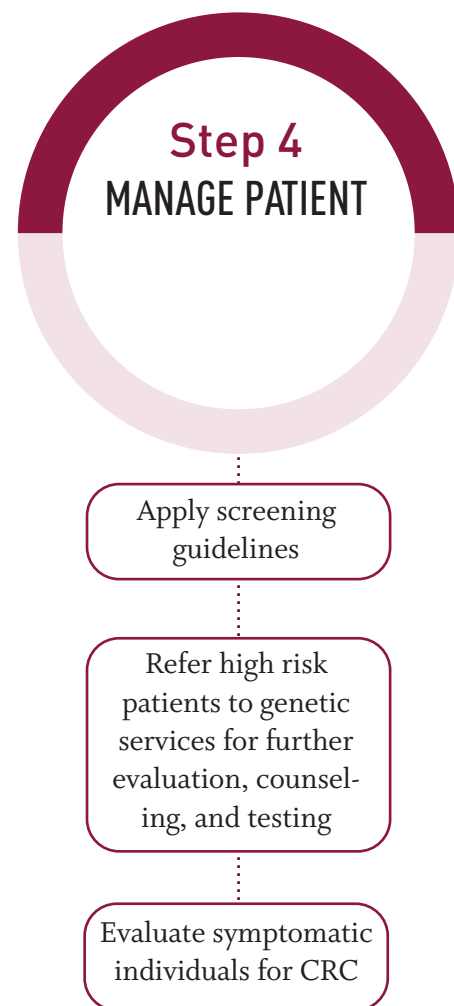 Step 4
MANAGE PATIENT
Apply screening
guidelines
Refer high risk
patients to genetic
services for further
evaluation, counsel-
ing, and testing
Evaluate symptomatic
individuals for CRC